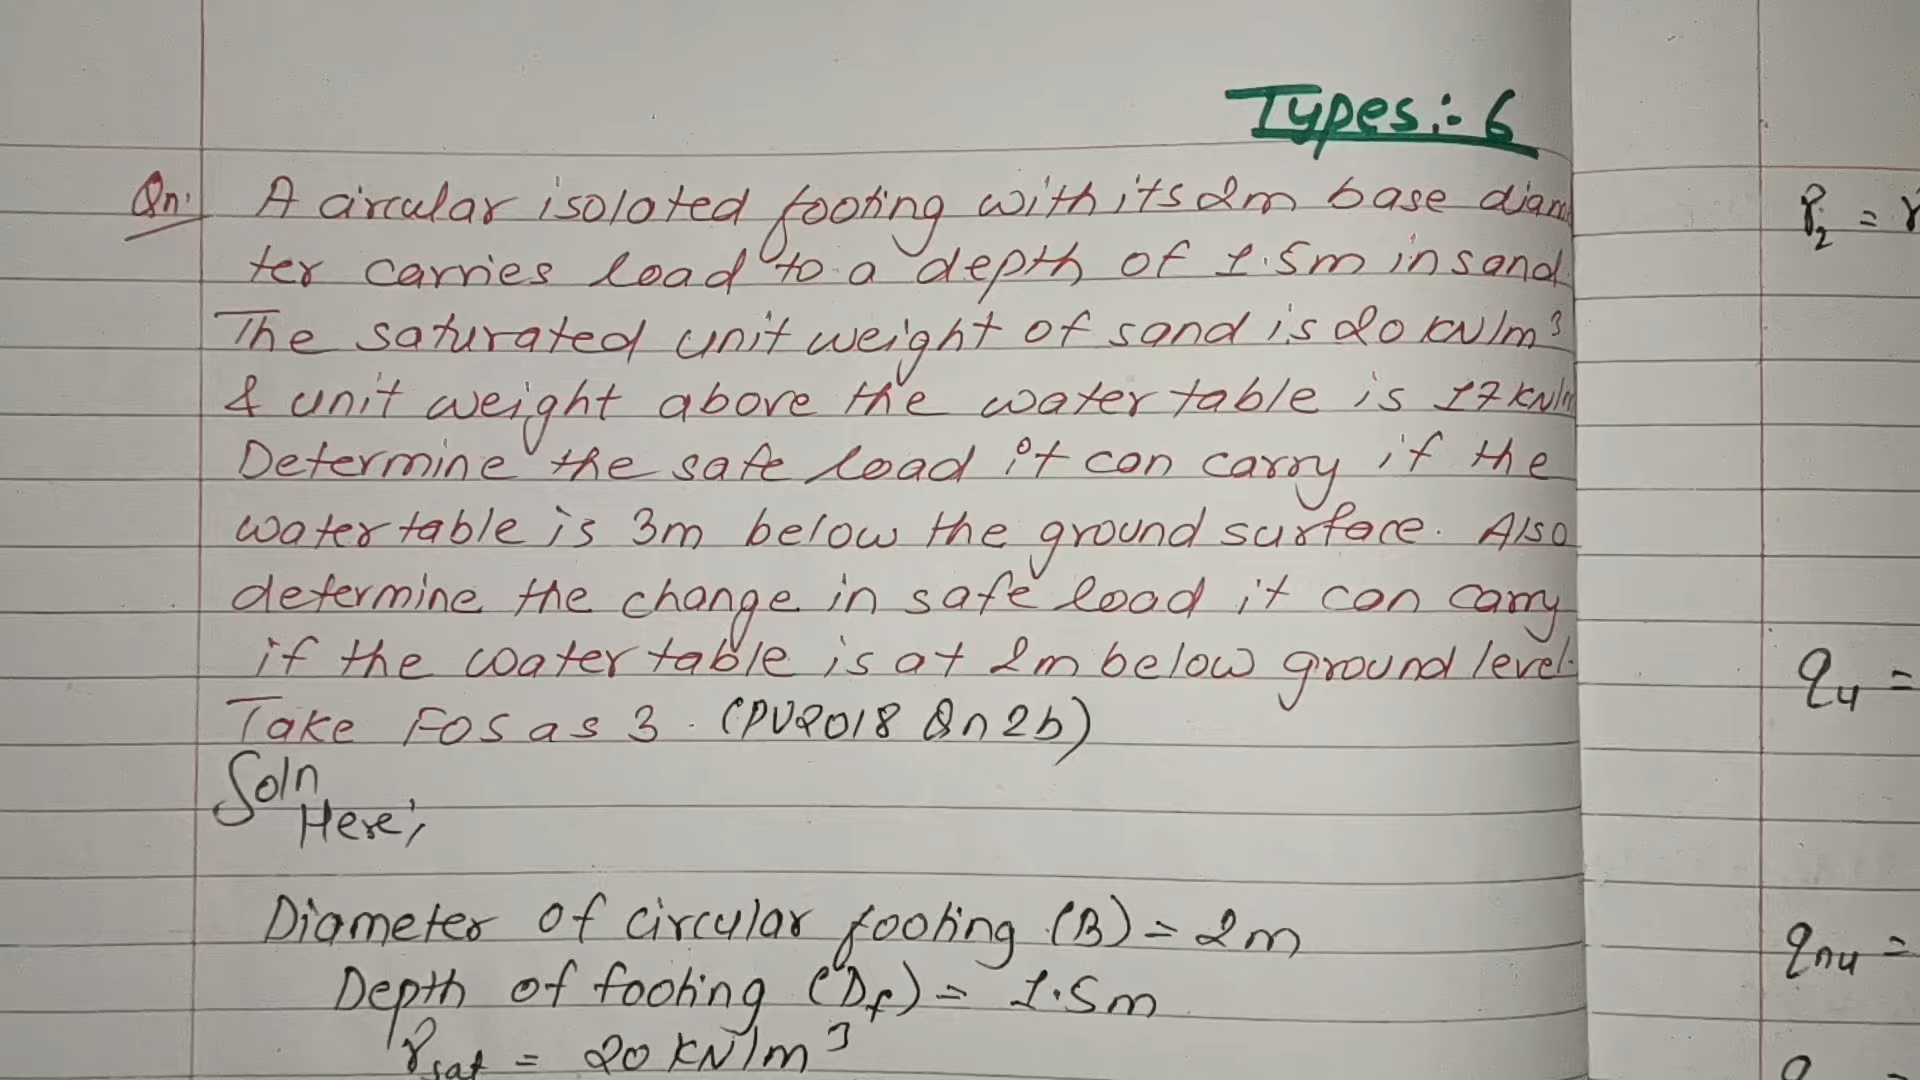 Types:- 6
Qn. A circular isolated footing with its 2m base diame
ter carries load to a depth of 1.5m in sand.
The saturated unit weight of sand is 20 kN/m³
& unit weight above the water table is 17 kN/m
Determine the safe load it can carry if the
water table is 3m below the ground surface. Also
determine the change in safe load it can carry
if the water table is at 2m below ground level.
Take FOS as 3. (PU2018 Qn 2b)
Soln
Here,
Diameter of circular footing (B) = 2m
Depth of footing (Df) = 1.5m
γsat = 20 kN/m³
γ2 = γ
qu =
qnu =